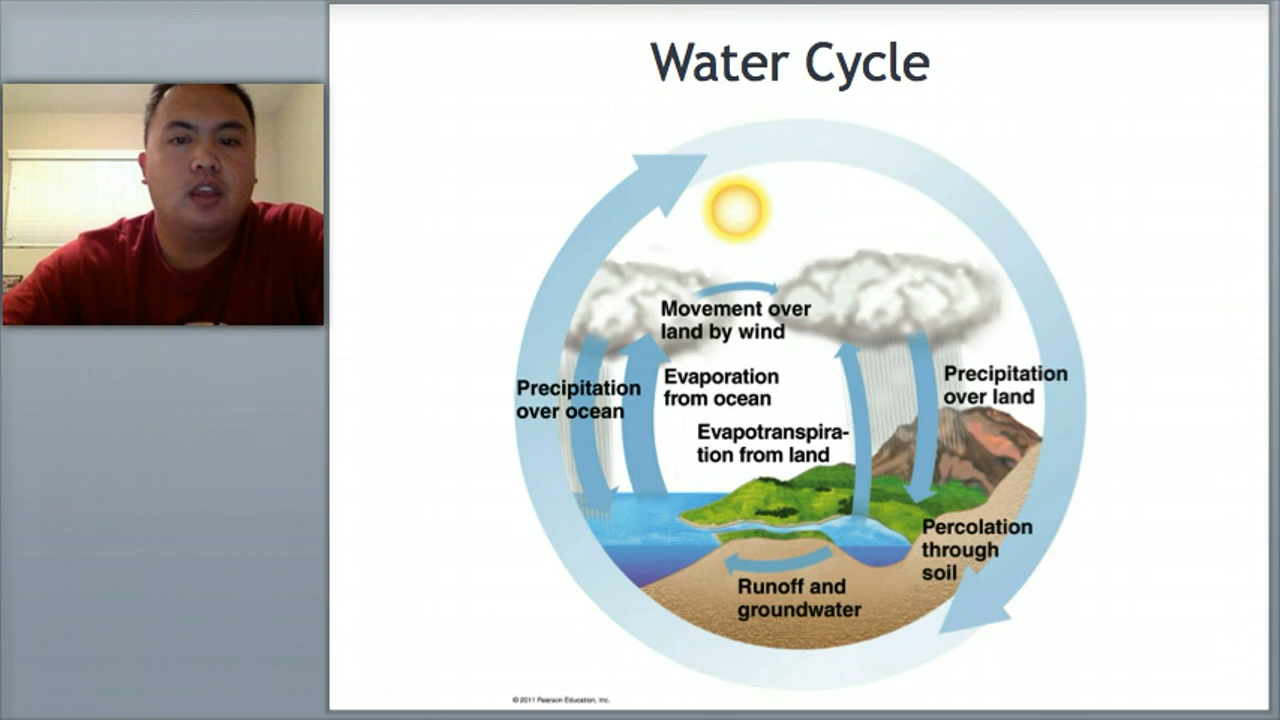 Water Cycle
Movement over
land by wind
Precipitation
over ocean
Evaporation
from ocean
Evapotranspira-
tion from land
Precipitation
over land
Percolation
through
soil
Runoff and
groundwater
© 2011 Pearson Education, Inc.